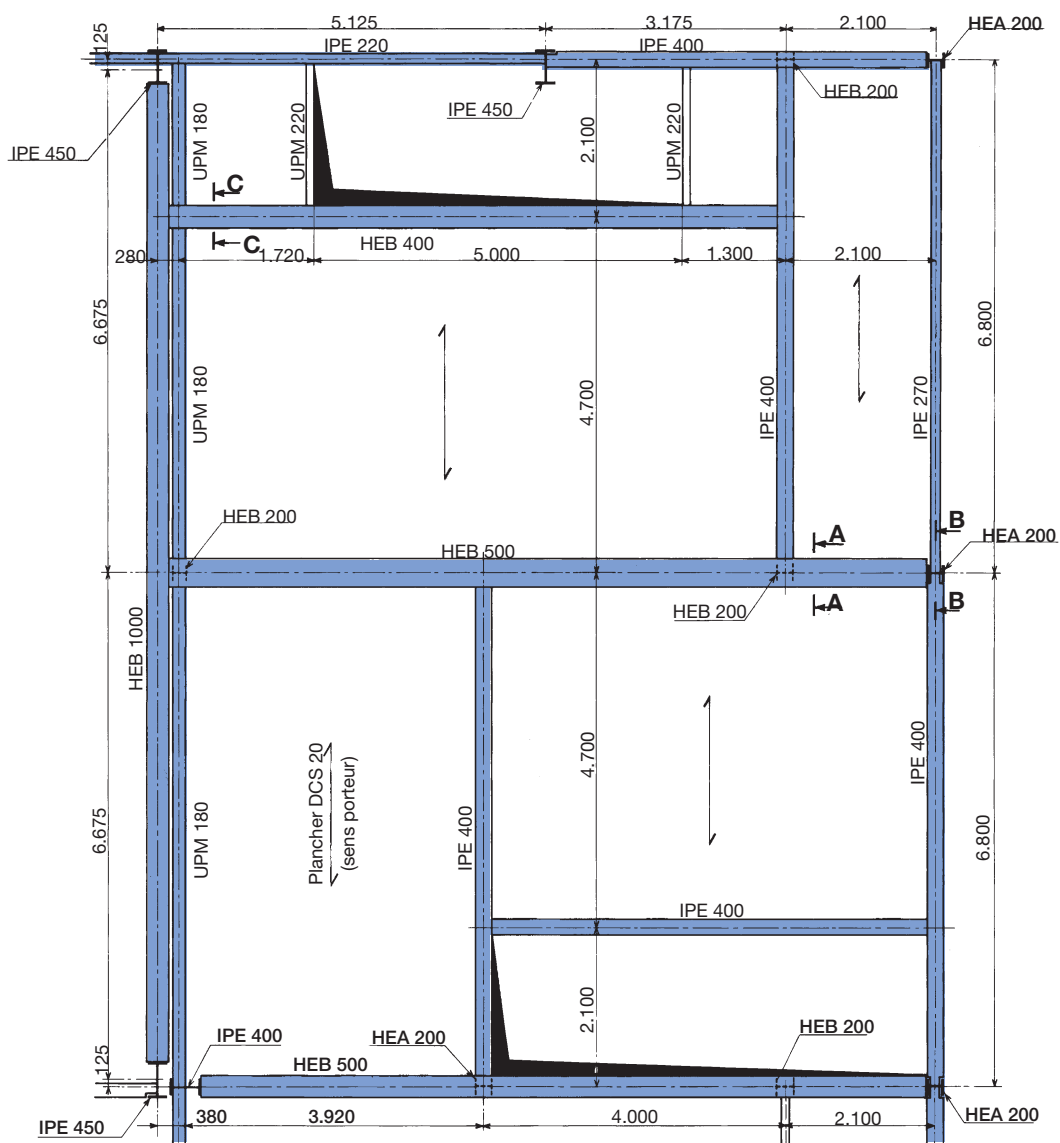 5.125
3.175
2.100
HEA 200
125
IPE 220
IPE 400
HEB 200
IPE 450
IPE 450
UPM 180
UPM 220
UPM 220
2.100
C
C
HEB 400
280
1.720
5.000
1.300
2.100
6.675
6.800
UPM 180
4.700
IPE 400
IPE 270
HEB 200
HEB 500
A
B
HEA 200
HEB 200
A
B
HEB 1000
6.675
Plancher DCS 20
(sens porteur)
UPM 180
IPE 400
4.700
IPE 400
6.800
IPE 400
2.100
125
IPE 400
HEA 200
HEB 200
HEB 500
IPE 450
380
3.920
4.000
2.100
HEA 200